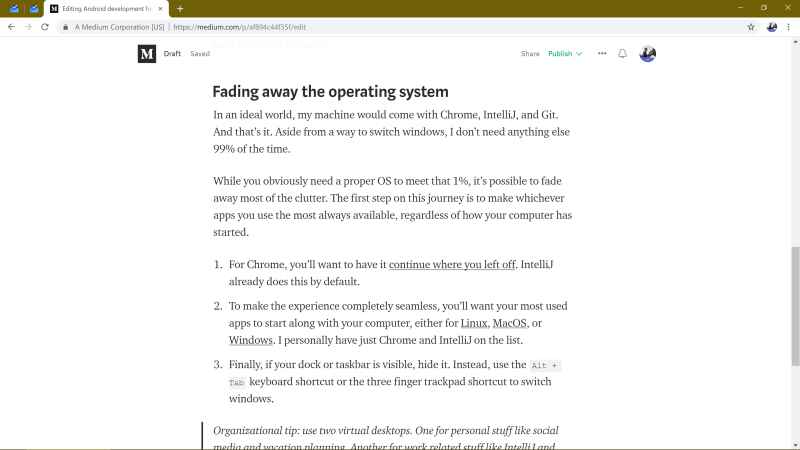 Editing Android development fr
A Medium Corporation [US] | https://medium.com/p/af894c44f35f/edit
M Draft Saved Share Publish
Fading away the operating system
In an ideal world, my machine would come with Chrome, IntelliJ, and Git.
And that's it. Aside from a way to switch windows, I don't need anything else
99% of the time.
While you obviously need a proper OS to meet that 1%, it's possible to fade
away most of the clutter. The first step on this journey is to make whichever
apps you use the most always available, regardless of how your computer has
started.
1. For Chrome, you'll want to have it continue where you left off. IntelliJ
already does this by default.
2. To make the experience completely seamless, you'll want your most used
apps to start along with your computer, either for Linux, MacOS, or
Windows. I personally have just Chrome and IntelliJ on the list.
3. Finally, if your dock or taskbar is visible, hide it. Instead, use the Alt +
Tab keyboard shortcut or the three finger trackpad shortcut to switch
windows.
Organizational tip: use two virtual desktops. One for personal stuff like social
media and vacation planning. Another for work related stuff like IntelliJ and